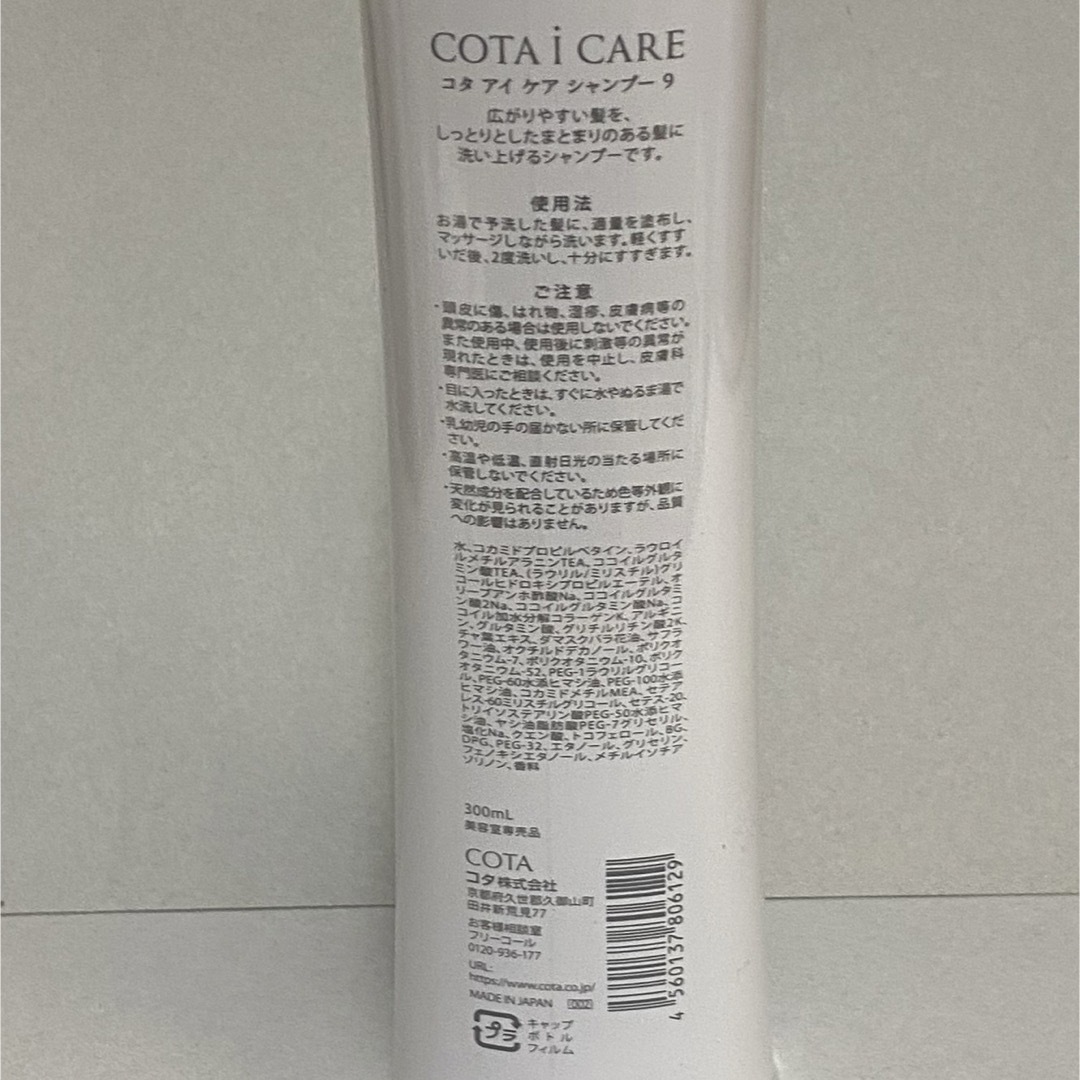 COTA i CARE
コタ アイ ケア シャンプー 9
広がりやすい髪を、
しっとりとしたまとまりのある髪に
洗い上げるシャンプーです。
使用法
お湯で予洗した髪に、適量を塗布し、
マッサージしながら洗います。軽くすす
いだ後、2度洗いし、十分にすすぎます。
ご注意
・頭皮に傷、はれ物、湿疹、皮膚病等の
異常のある場合は使用しないでください。
また使用中、使用後に刺激等の異常が
現れたときは、使用を中止し、皮膚科
専門医にご相談ください。
・目に入ったときは、すぐに水やぬるま湯で
水洗してください。
・乳幼児の手の届かない所に保管してくだ
さい。
・高温や低温、直射日光の当たる場所に
保管しないでください。
・天然成分を配合しているため色等外観に
変化が見られることがありますが、品質
への影響はありません。
水、コカミドプロピルベタイン、ラウロイ
ルメチルアラニンTEA、ココイルグルタ
ミン酸TEA、(ラウリル/ミリスチル)グリ
コールヒドロキシプロピルエーテル、オ
リーブアンホ酢酸Na、ココイルグルタミ
ン酸2Na、ココイルグルタミン酸Na、コ
コイル加水分解コラーゲンK、アルギニ
ン、グルタミン酸、グリチルリチン酸2K、
チャ葉エキス、ダマスクバラ花油、サフラ
ワー油、オクチルドデカノール、ポリクオ
タニウム-7、ポリクオタニウム-10、ポリク
オタニウム-52、PEG-1ラウリルグリコー
ル、PEG-60水添ヒマシ油、PEG-100水添
ヒマシ油、コカミドメチルMEA、セテア
レス-60ミリスチルグリコール、セテス-20、
トリイソステアリン酸PEG-50水添ヒマ
シ油、ヤシ油脂肪酸PEG-7グリセリル、
塩化Na、クエン酸、トコフェロール、BG、
DPG、PEG-32、エタノール、グリセリン、
フェノキシエタノール、メチルイソチア
ゾリノン、香料
300mL
美容室専売品
COTA
コタ株式会社
京都府久世郡久御山町
田井新荒見77
お客様相談室
フリーコール
0120-936-177
URL:
https://www.cota.co.jp/
MADE IN JAPAN 002
4 560137 806129
プラ
キャップ
ボトル
フィルム